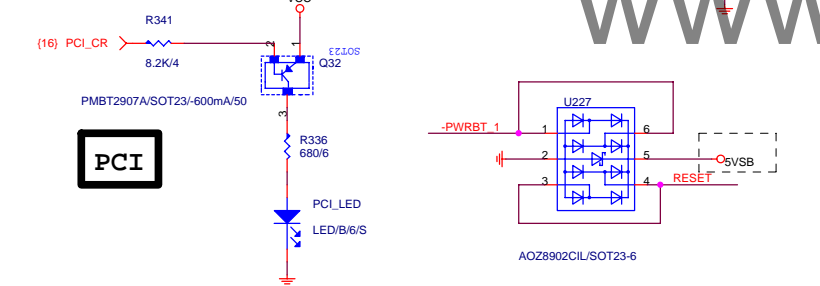 R341
{16} PCI_CR
8.2K/4
2
1
SOT23
Q32
PMBT2907A/SOT23/-600mA/50
3
R336
680/6
PCI
PCI_LED
LED/B/6/S
WWW
U227
-PWRBT_1
1
6
2
5
5VSB
3
4
RESET
AOZ8902CIL/SOT23-6